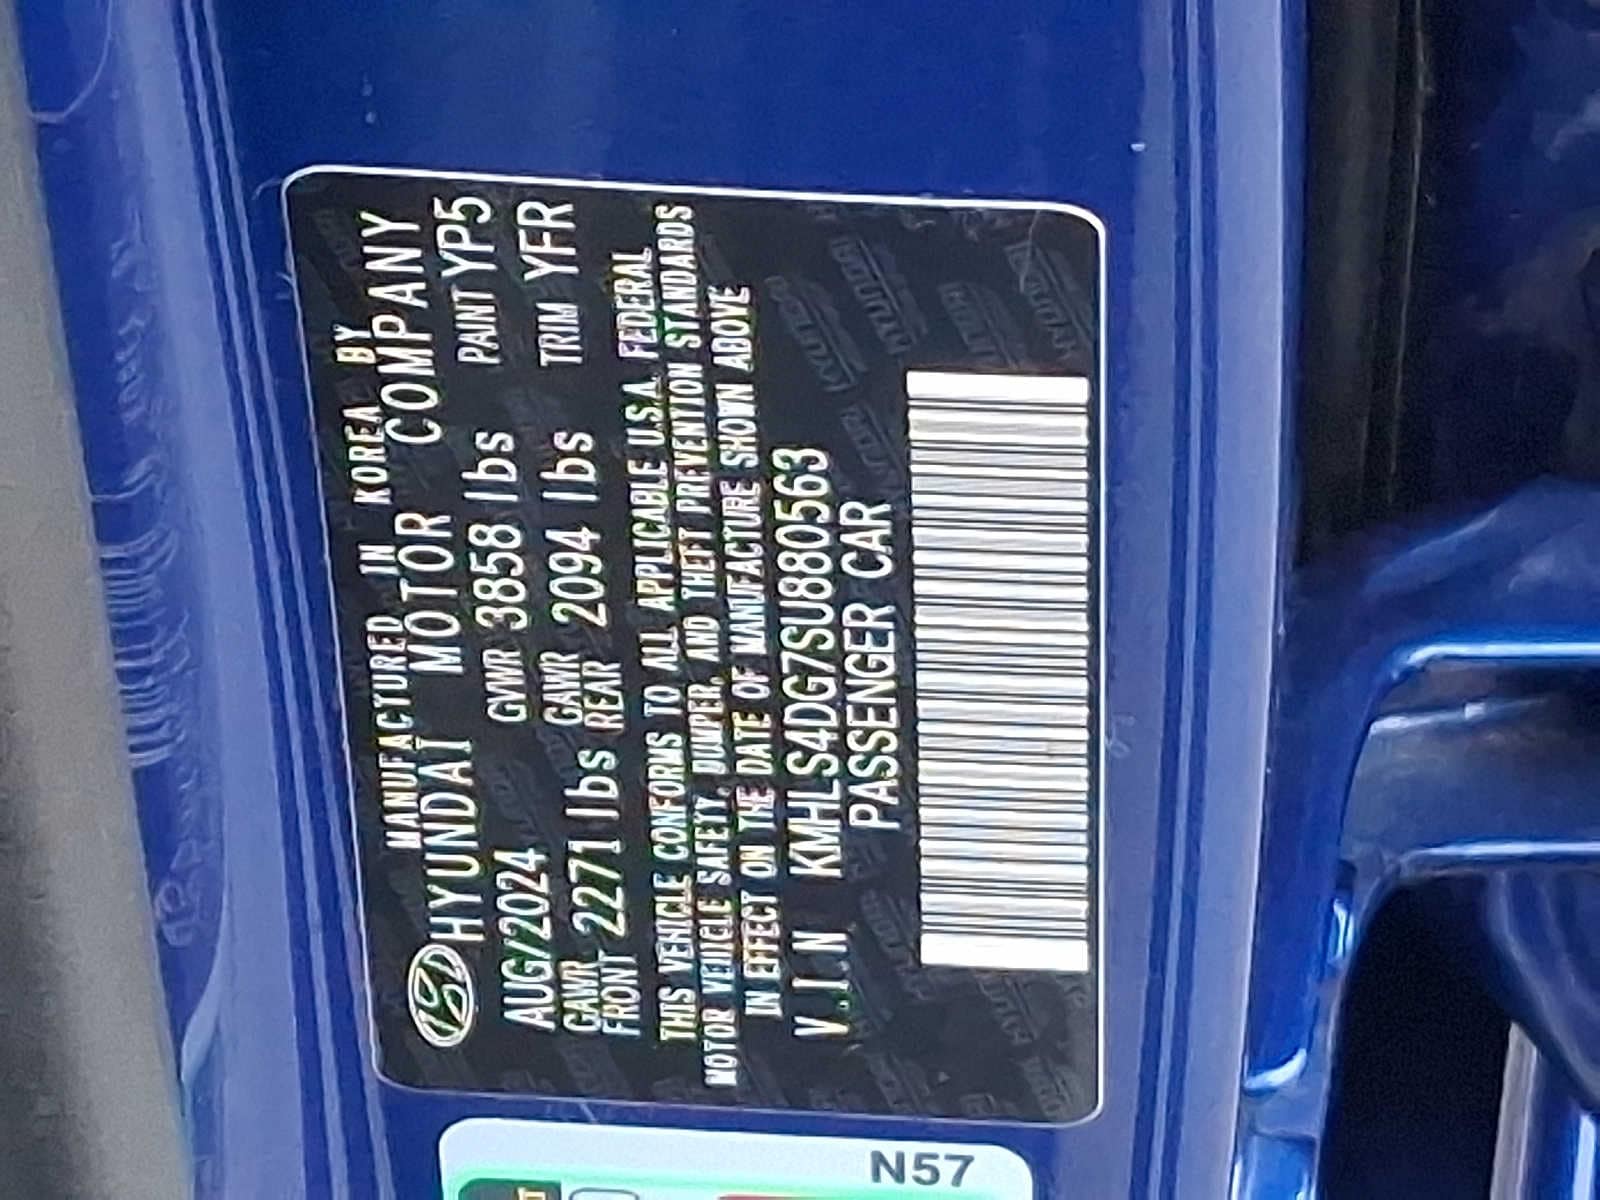 MANUFACTURED IN KOREA BY
HYUNDAI MOTOR COMPANY
AUG/2024 GVWR 3858 lbs PAINT YP5
GAWR FRONT 2271 lbs GAWR REAR 2094 lbs TRIM YFR
THIS VEHICLE CONFORMS TO ALL APPLICABLE U.S.A. FEDERAL
MOTOR VEHICLE SAFETY, BUMPER, AND THEFT PREVENTION STANDARDS
IN EFFECT ON THE DATE OF MANUFACTURE SHOWN ABOVE
V.I.N KMHLS4DG7SU880563
PASSENGER CAR
N57